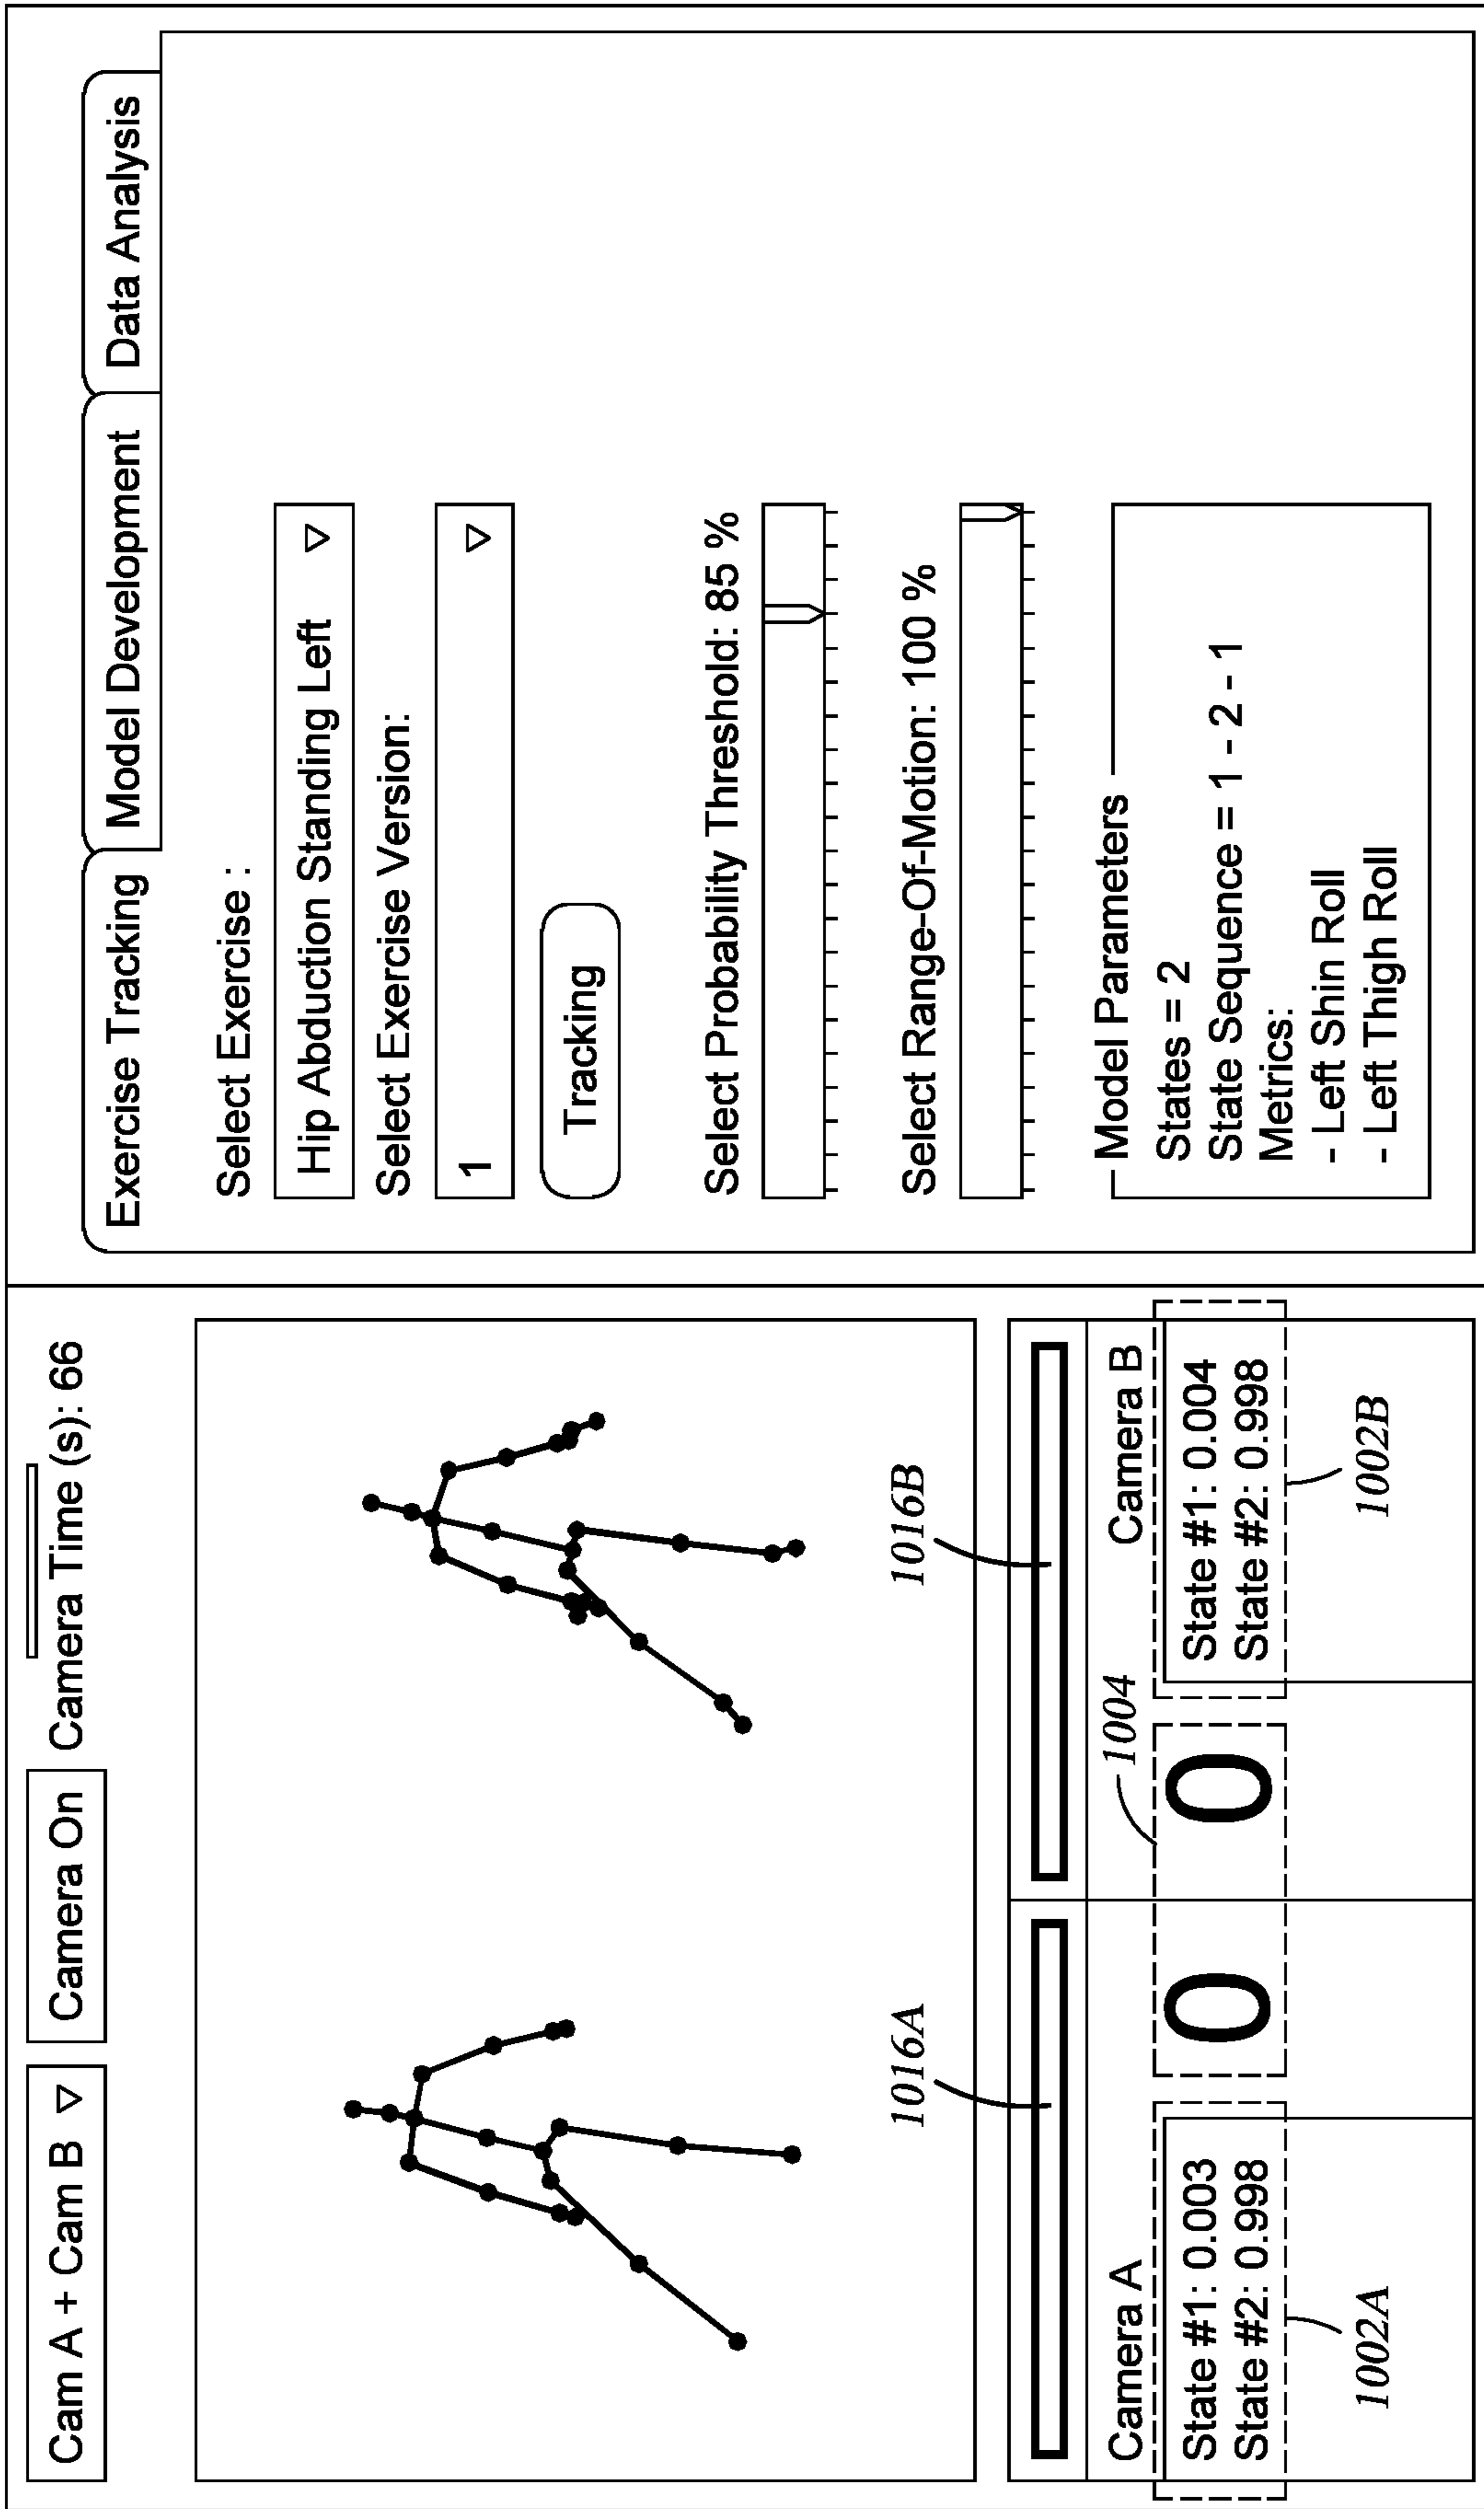 Cam A + Cam B
Camera On
Camera Time (s): 66
1016A
1016B
Camera A
Camera B
1004
State #1: 0.003
State #2: 0.998
0
0
State #1: 0.004
State #2: 0.998
1002A
1002B
Exercise Tracking
Model Development
Data Analysis
Select Exercise :
Hip Abduction Standing Left
Select Exercise Version:
1
Tracking
Select Probability Threshold: 85 %
Select Range-Of-Motion: 100 %
Model Parameters
States = 2
State Sequence = 1 - 2 - 1
Metrics:
- Left Shin Roll
- Left Thigh Roll